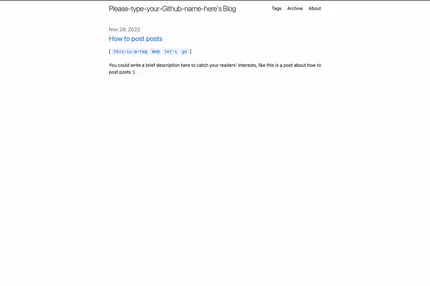 Please-type-your-Github-name-here's Blog
Tags Archive About
Nov 28, 2022
How to post posts
[ this-is-a-tag wow let's go ]
You could write a brief description here to catch your readers' interests, like this is a post about how to
post posts :)